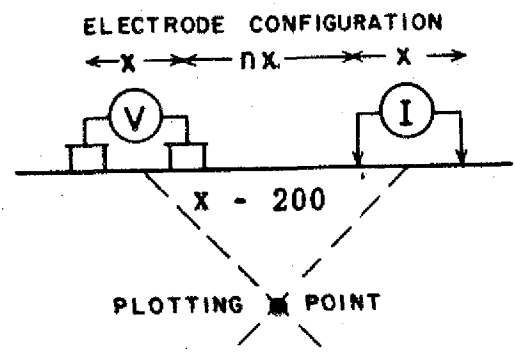 ELECTRODE CONFIGURATION
x nx. x
V I
x - 200
PLOTTING POINT